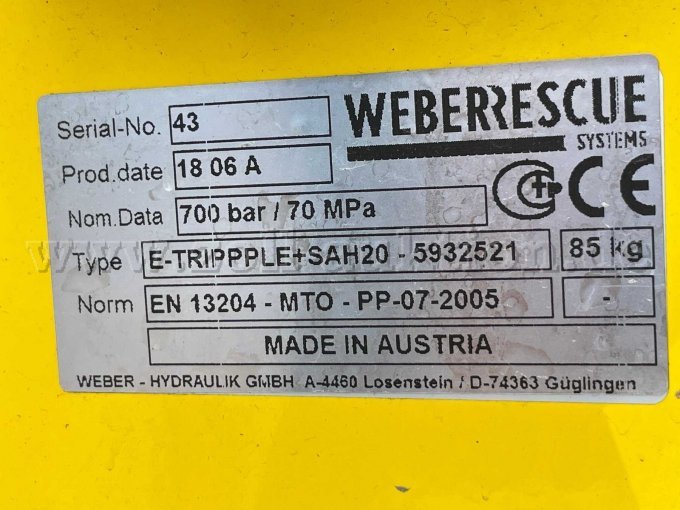 WEBERRESCUE
SYSTEMS
Serial-No. 43
Prod.date 18 06 A
Nom.Data 700 bar / 70 MPa
CE
Type E-TRIPPPLE+SAH20 - 5932521 85 kg
Norm EN 13204 - MTO - PP-07-2005 -
MADE IN AUSTRIA
WEBER - HYDRAULIK GMBH A-4460 Losenstein / D-74363 Güglingen